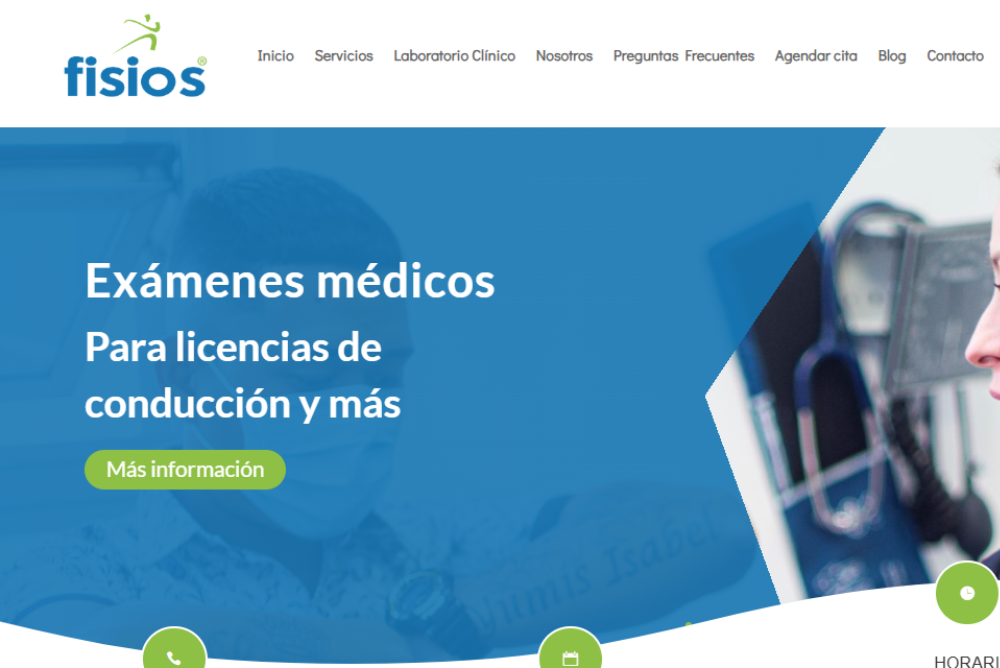 fisios®
Inicio Servicios Laboratorio Clínico Nosotros Preguntas Frecuentes Agendar cita Blog Contacto
Exámenes médicos
Para licencias de
conducción y más
Más información
Isabel
HORARI